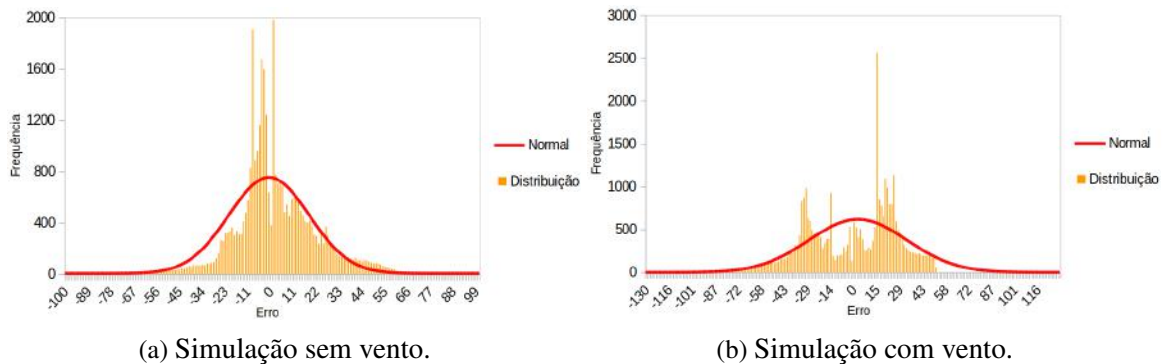 2000
1600
1200
800
400
0
Frequência
-100 -89 -78 -67 -56 -45 -34 -23 -11 0 11 22 33 44 55 66 77 88 99
Erro
Normal
Distribuição
(a) Simulação sem vento.
3000
2500
2000
1500
1000
500
0
Frequência
-130 -116 -101 -87 -72 -58 -43 -29 -14 0 15 29 43 58 72 87 101 116
Erro
Normal
Distribuição
(b) Simulação com vento.